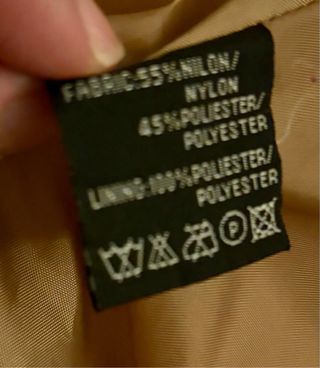 FABRIC:55%NILON/
NYLON
45%POLIESTER/
POLYESTER
LINING:100%POLIESTER/
POLYESTER
P